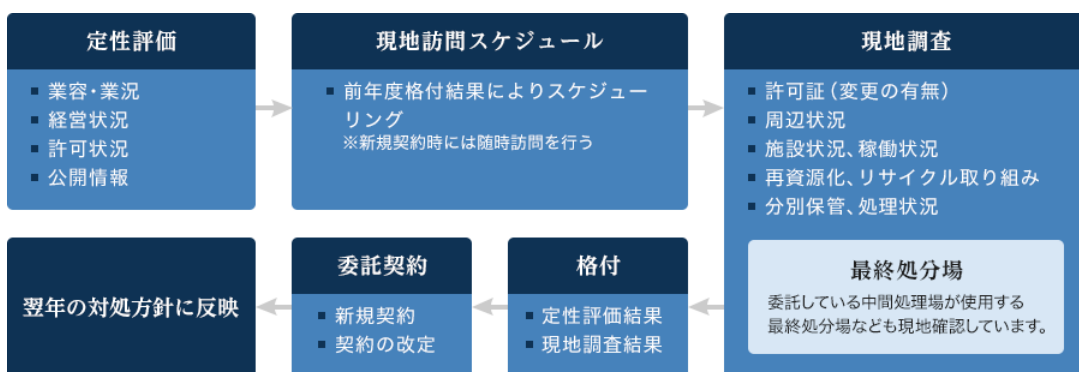 定性評価
■ 業容・業況
■ 経営状況
■ 許可状況
■ 公開情報
現地訪問スケジュール
■ 前年度格付結果によりスケジュー
リング
※新規契約時には随時訪問を行う
現地調査
■ 許可証（変更の有無）
■ 周辺状況
■ 施設状況、稼働状況
■ 再資源化、リサイクル取り組み
■ 分別保管、処理状況
最終処分場
委託している中間処理場が使用する
最終処分場なども現地確認しています。
格付
■ 定性評価結果
■ 現地調査結果
委託契約
■ 新規契約
■ 契約の改定
翌年の対処方針に反映